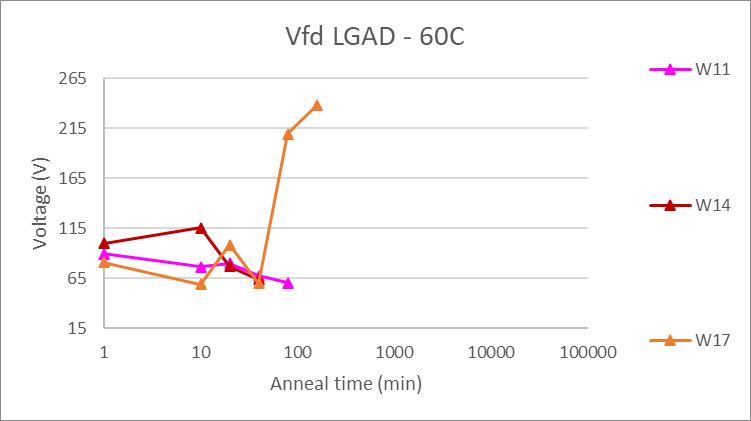 Vfd LGAD - 60C
265
215
165
115
65
15
Voltage (V)
1 10 100 1000 10000 100000
Anneal time (min)
W11
W14
W17